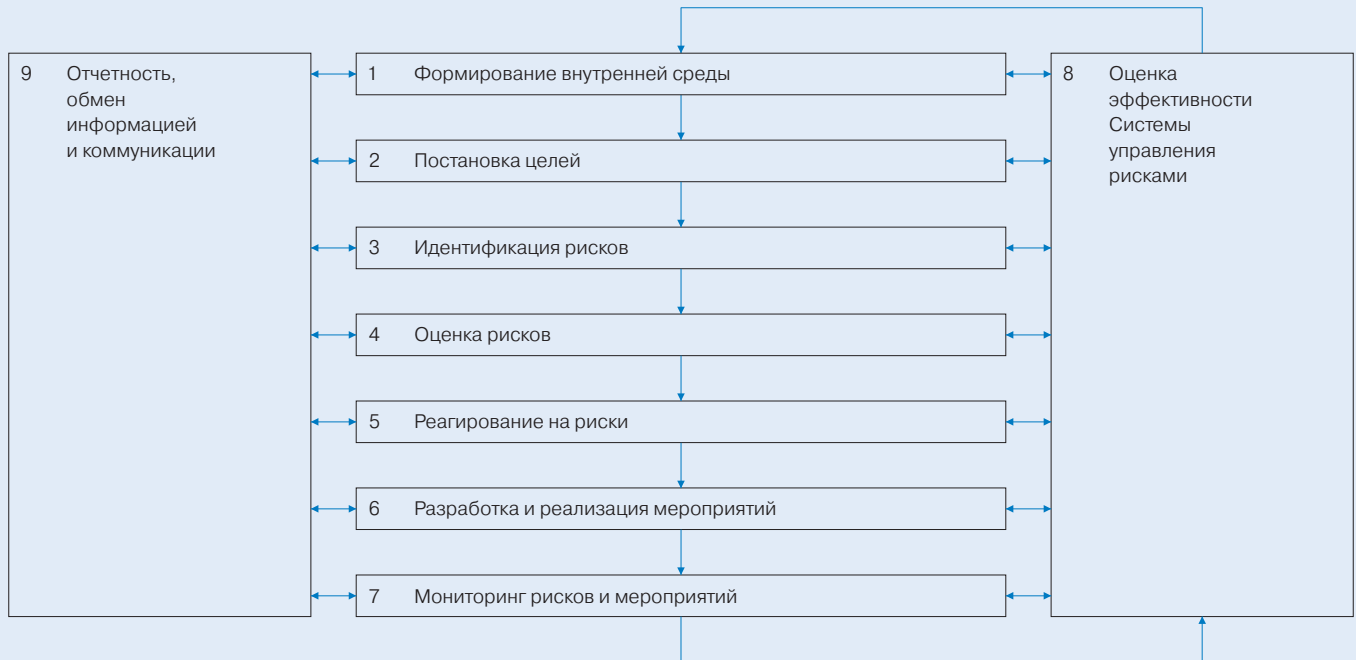 9 Отчетность,
обмен
информацией
и коммуникации
1 Формирование внутренней среды
2 Постановка целей
3 Идентификация рисков
4 Оценка рисков
5 Реагирование на риски
6 Разработка и реализация мероприятий
7 Мониторинг рисков и мероприятий
8 Оценка
эффективности
Системы
управления
рисками